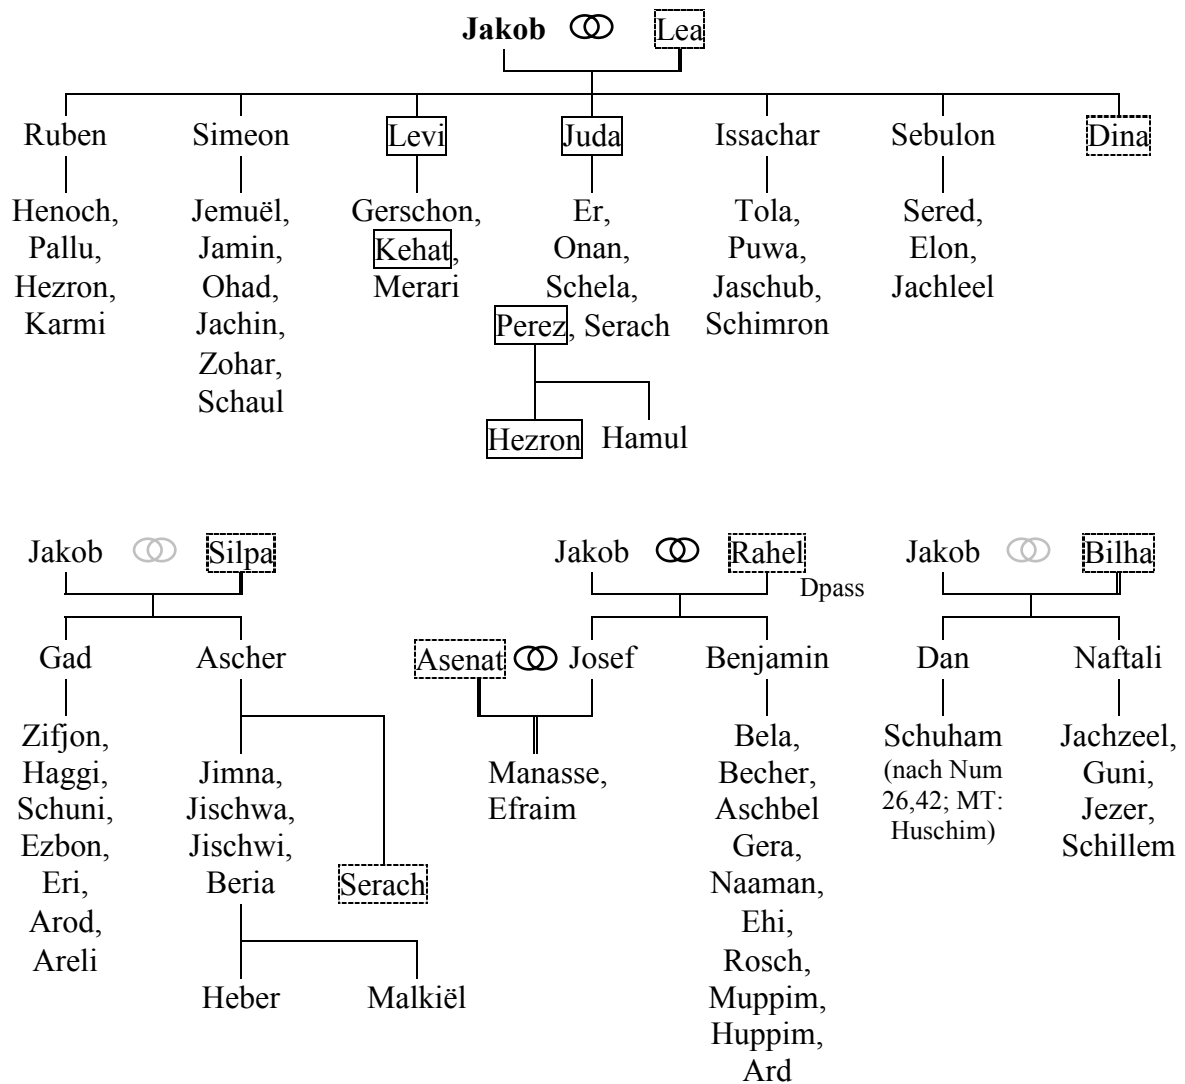 Jakob Lea
Ruben Simeon Levi Juda Issachar Sebulon Dina
Henoch,
Pallu,
Hezron,
Karmi
Jemuël,
Jamin,
Ohad,
Jachin,
Zohar,
Schaul
Gerschon,
Kehat,
Merari
Er,
Onan,
Schela,
Perez, Serach
Hezron Hamul
Tola,
Puwa,
Jaschub,
Schimron
Sered,
Elon,
Jachleel
Jakob Silpa
Gad Ascher
Zifjon,
Haggi,
Schuni,
Ezbon,
Eri,
Arod,
Areli
Jimna,
Jischwa,
Jischwi,
Beria
Serach
Heber Malkiël
Jakob Rahel
Dpass
Asenat Josef Benjamin
Manasse,
Efraim
Bela,
Becher,
Aschbel
Gera,
Naaman,
Ehi,
Rosch,
Muppim,
Huppim,
Ard
Jakob Bilha
Dan Naftali
Schuham
(nach Num
26,42; MT:
Huschim)
Jachzeel,
Guni,
Jezer,
Schillem